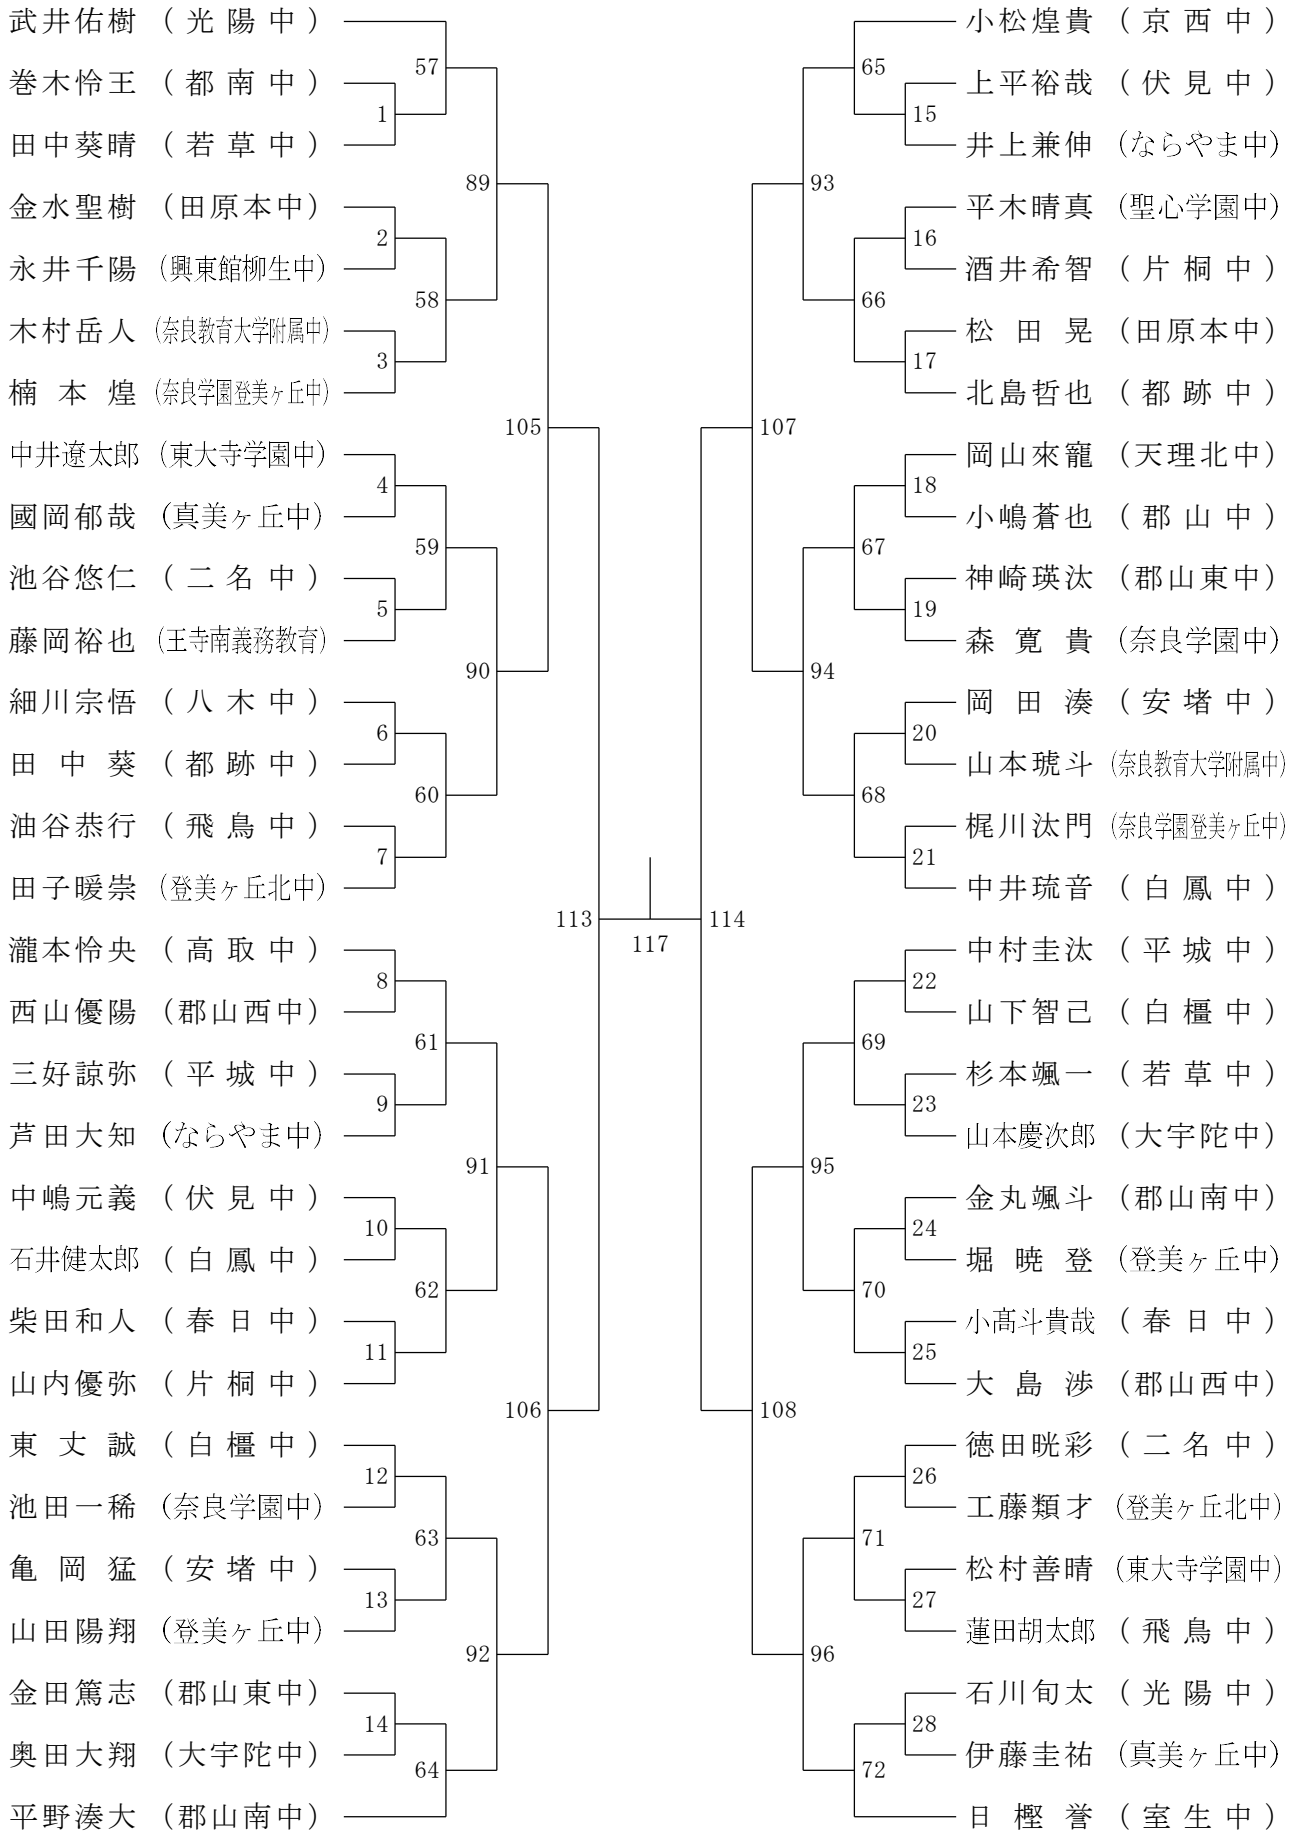 武井佑樹 (光陽中)
巻木怜王 (都南中)
田中葵晴 (若草中)
金水聖樹 (田原本中)
永井千陽 (興東館柳生中)
木村岳人 (奈良教育大学附属中)
楠本煌 (奈良学園登美ヶ丘中)
中井遼太郎 (東大寺学園中)
國岡郁哉 (真美ヶ丘中)
池谷悠仁 (二名中)
藤岡裕也 (王寺南義務教育)
細川宗悟 (八木中)
田中葵 (都跡中)
油谷恭行 (飛鳥中)
田子暖崇 (登美ヶ丘北中)
瀧本怜央 (高取中)
西山優陽 (郡山西中)
三好諒弥 (平城中)
芦田大知 (ならやま中)
中嶋元義 (伏見中)
石井健太郎 (白鳳中)
柴田和人 (春日中)
山内優弥 (片桐中)
東丈誠 (白橿中)
池田一稀 (奈良学園中)
亀岡猛 (安堵中)
山田陽翔 (登美ヶ丘中)
金田篤志 (郡山東中)
奥田大翔 (大宇陀中)
平野湊大 (郡山南中)
1
2
3
4
5
6
7
8
9
10
11
12
13
14
57
58
59
60
61
62
63
64
89
90
91
92
105
106
113
117
114
107
108
93
94
95
96
65
66
67
68
69
70
71
72
15
16
17
18
19
20
21
22
23
24
25
26
27
28
小松煌貴 (京西中)
上平裕哉 (伏見中)
井上兼伸 (ならやま中)
平木晴真 (聖心学園中)
酒井希智 (片桐中)
松田晃 (田原本中)
北島哲也 (都跡中)
岡山來寵 (天理北中)
小嶋蒼也 (郡山中)
神崎瑛汰 (郡山東中)
森寛貴 (奈良学園中)
岡田湊 (安堵中)
山本琥斗 (奈良教育大学附属中)
梶川汰門 (奈良学園登美ヶ丘中)
中井琉音 (白鳳中)
中村圭汰 (平城中)
山下智己 (白橿中)
杉本颯一 (若草中)
山本慶次郎 (大宇陀中)
金丸颯斗 (郡山南中)
堀暁登 (登美ヶ丘中)
小髙斗貴哉 (春日中)
大島渉 (郡山西中)
徳田晄彩 (二名中)
工藤類才 (登美ヶ丘北中)
松村善晴 (東大寺学園中)
蓮田胡太郎 (飛鳥中)
石川旬太 (光陽中)
伊藤圭祐 (真美ヶ丘中)
日樫誉 (室生中)